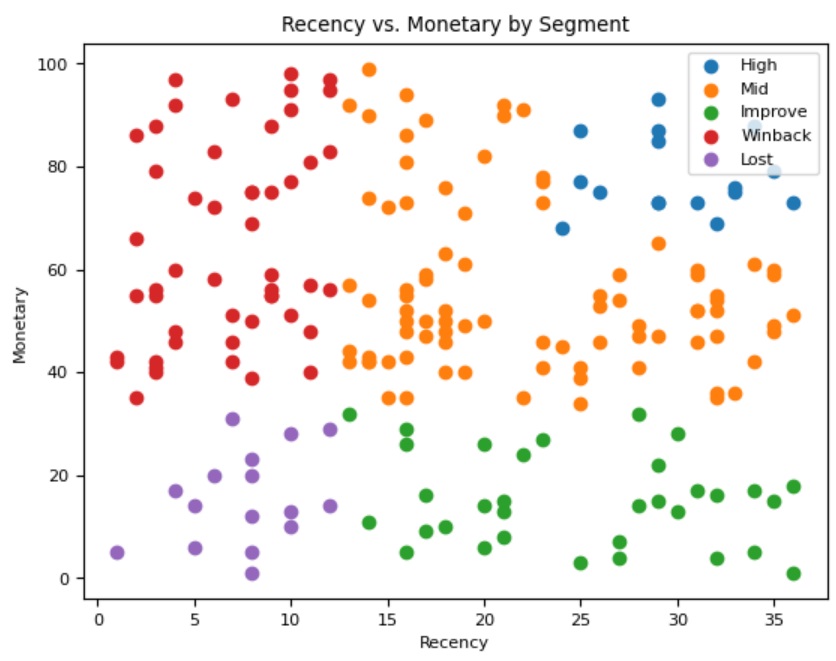 Recency vs. Monetary by Segment
100
80
60
40
20
0
Monetary
High
Mid
Improve
Winback
Lost
0 5 10 15 20 25 30 35
Recency